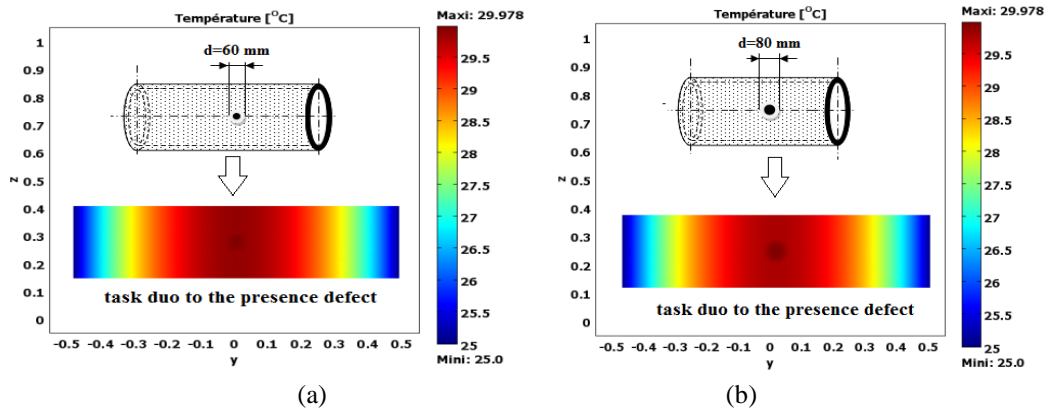 Température [°C]
Maxi: 29.978
1
0.9
0.8
0.7
0.6
0.5
0.4
0.3
0.2
0.1
0
z
d=60 mm
task duo to the presence defect
-0.5 -0.4 -0.3 -0.2 -0.1 0 0.1 0.2 0.3 0.4 0.5
y
29.5
29
28.5
28
27.5
27
26.5
26
25.5
25
Mini: 25.0
(a)
Température [°C]
Maxi: 29.978
1
0.9
0.8
0.7
0.6
0.5
0.4
0.3
0.2
0.1
0
z
d=80 mm
task duo to the presence defect
-0.5 -0.4 -0.3 -0.2 -0.1 0 0.1 0.2 0.3 0.4 0.5
y
29.5
29
28.5
28
27.5
27
26.5
26
25.5
25
Mini: 25.0
(b)